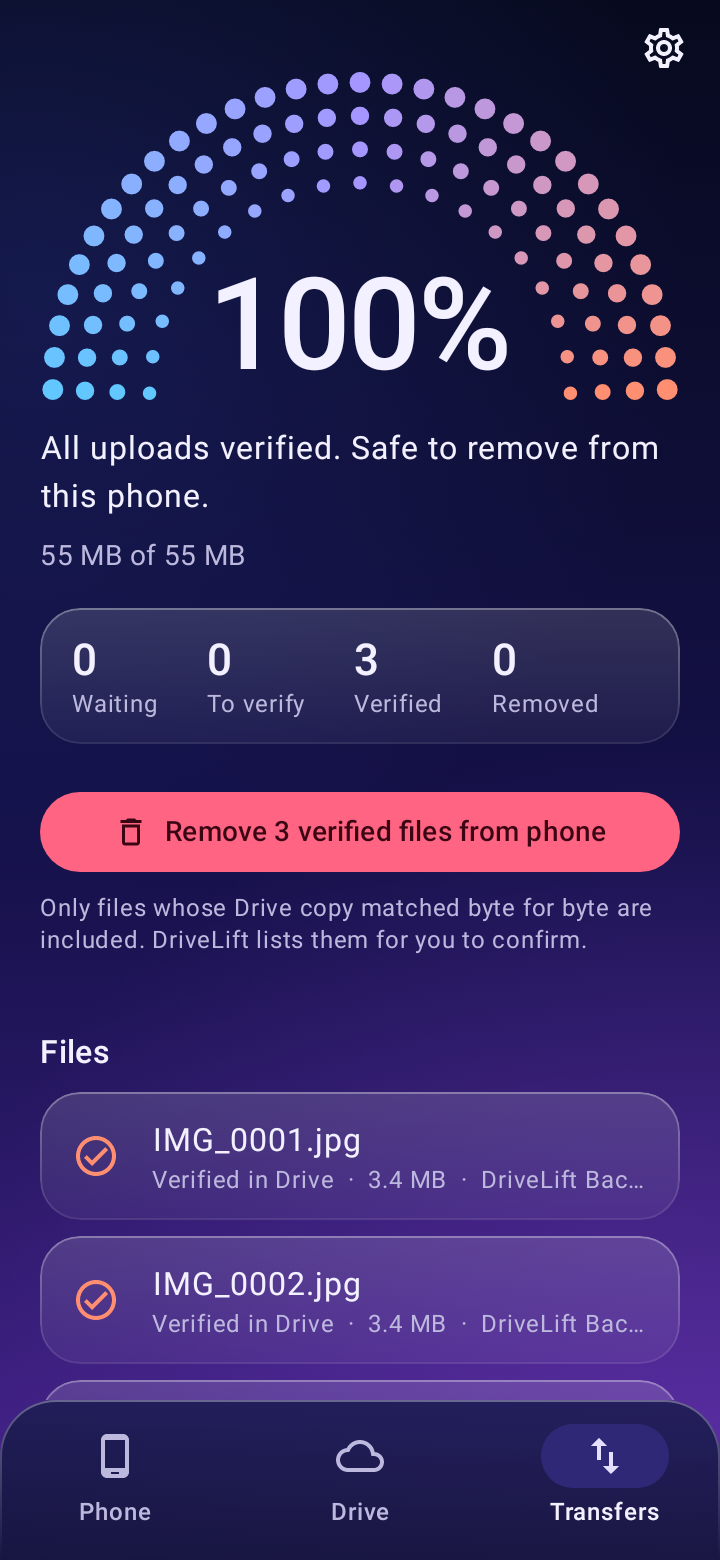 100%
All uploads verified. Safe to remove from
this phone.
55 MB of 55 MB
0 0 3 0
Waiting To verify Verified Removed
Remove 3 verified files from phone
Only files whose Drive copy matched byte for byte are
included. DriveLift lists them for you to confirm.
Files
IMG_0001.jpg
Verified in Drive · 3.4 MB · DriveLift Bac…
IMG_0002.jpg
Verified in Drive · 3.4 MB · DriveLift Bac…
Phone Drive Transfers